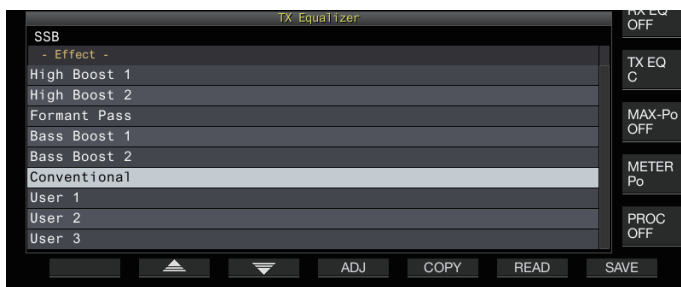 TX Equalizer
RX EQ
OFF
SSB
- Effect -
High Boost 1
High Boost 2
Formant Pass
Bass Boost 1
Bass Boost 2
Conventional
User 1
User 2
User 3
TX EQ
C
MAX-Po
OFF
METER
Po
PROC
OFF
ADJ COPY READ SAVE